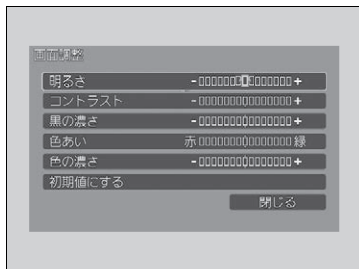 画面調整
明るさ - +
コントラスト - +
黒の濃さ - +
色あい 赤 緑
色の濃さ - +
初期値にする
閉じる